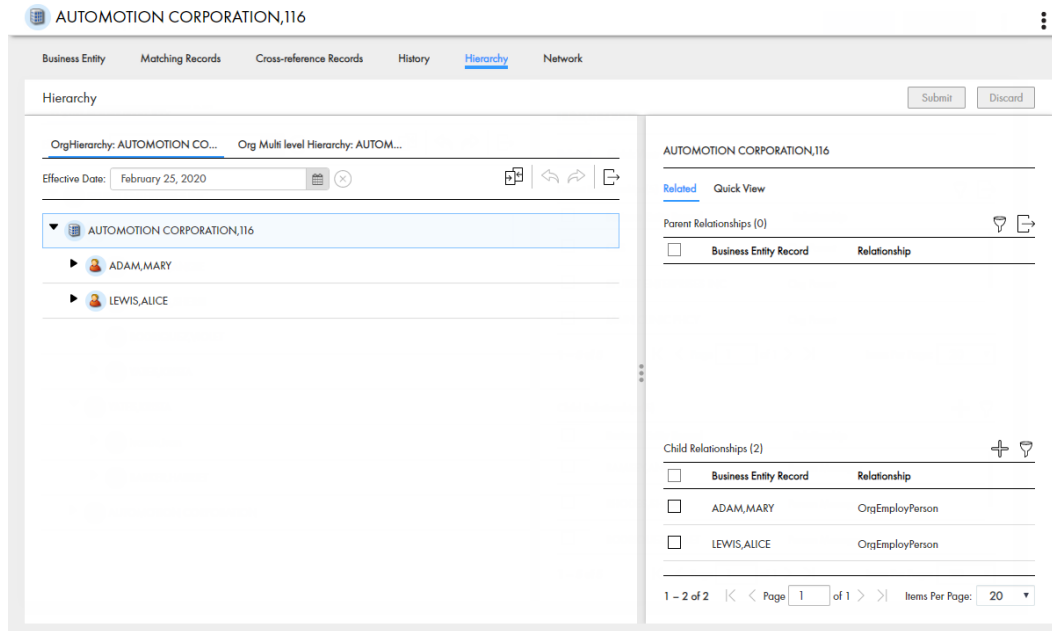 AUTOMOTION CORPORATION,116
Business Entity Matching Records Cross-reference Records History Hierarchy Network
Hierarchy
Submit Discard
OrgHierarchy: AUTOMOTION CO... Org Multi level Hierarchy: AUTOM...
Effective Date: February 25, 2020
AUTOMOTION CORPORATION,116
ADAM,MARY
LEWIS,ALICE
AUTOMOTION CORPORATION,116
Related Quick View
Parent Relationships (0)
Business Entity Record Relationship
Child Relationships (2)
Business Entity Record Relationship
ADAM,MARY OrgEmployPerson
LEWIS,ALICE OrgEmployPerson
1 – 2 of 2 Page 1 of 1 Items Per Page: 20